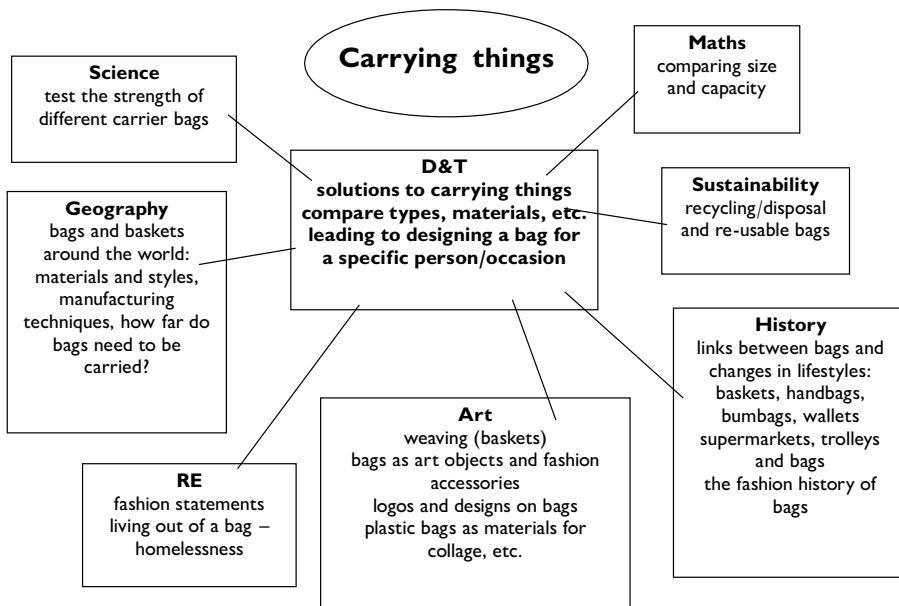 Carrying things
Science
test the strength of
different carrier bags
Maths
comparing size
and capacity
D&T
solutions to carrying things
compare types, materials, etc.
leading to designing a bag for
a specific person/occasion
Sustainability
recycling/disposal
and re-usable bags
Geography
bags and baskets
around the world:
materials and styles,
manufacturing
techniques, how far do
bags need to be
carried?
History
links between bags and
changes in lifestyles:
baskets, handbags,
bumbags, wallets
supermarkets, trolleys
and bags
the fashion history of
bags
Art
weaving (baskets)
bags as art objects and fashion
accessories
logos and designs on bags
plastic bags as materials for
collage, etc.
RE
fashion statements
living out of a bag –
homelessness